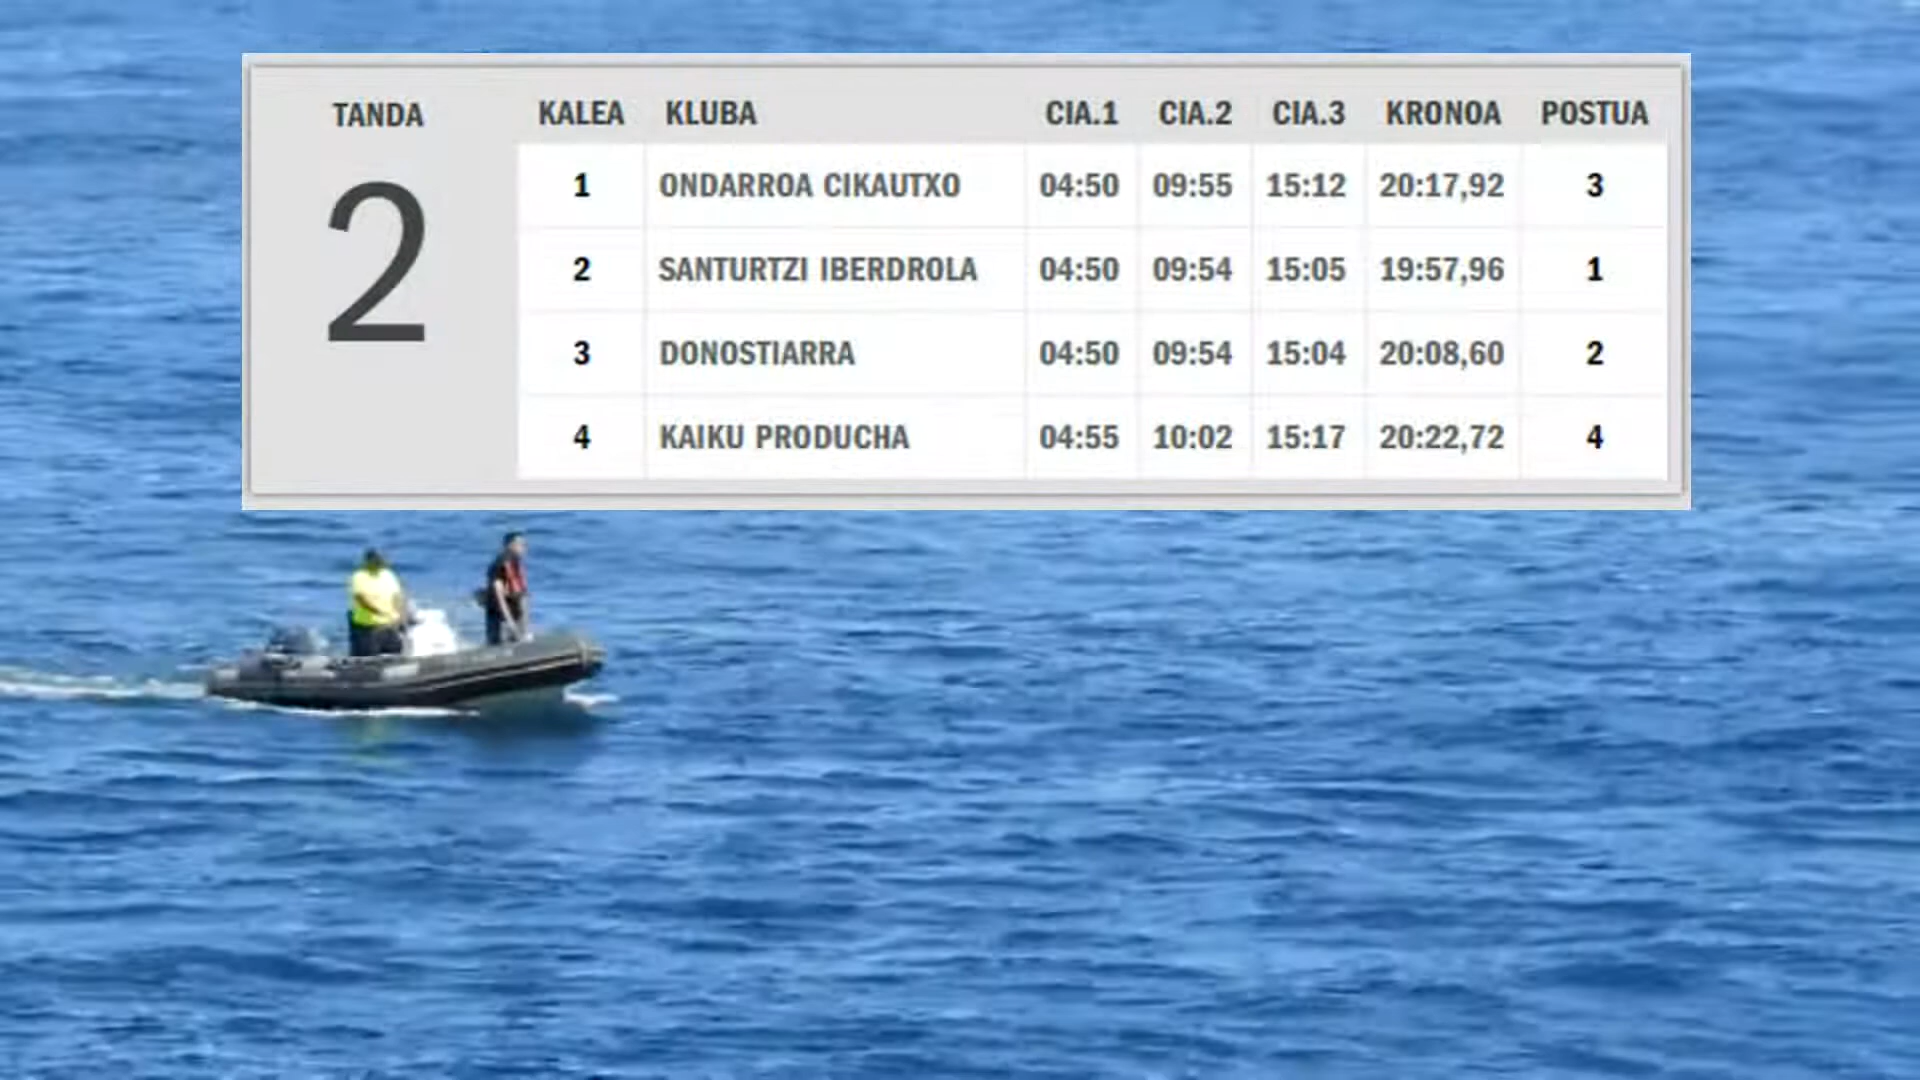 TANDA KALEA KLUBA CIA.1 CIA.2 CIA.3 KRONOA POSTUA
2
1 ONDARROA CIKAUTXO 04:50 09:55 15:12 20:17,92 3
2 SANTURTZI IBERDROLA 04:50 09:54 15:05 19:57,96 1
3 DONOSTIARRA 04:50 09:54 15:04 20:08,60 2
4 KAIKU PRODUCHA 04:55 10:02 15:17 20:22,72 4